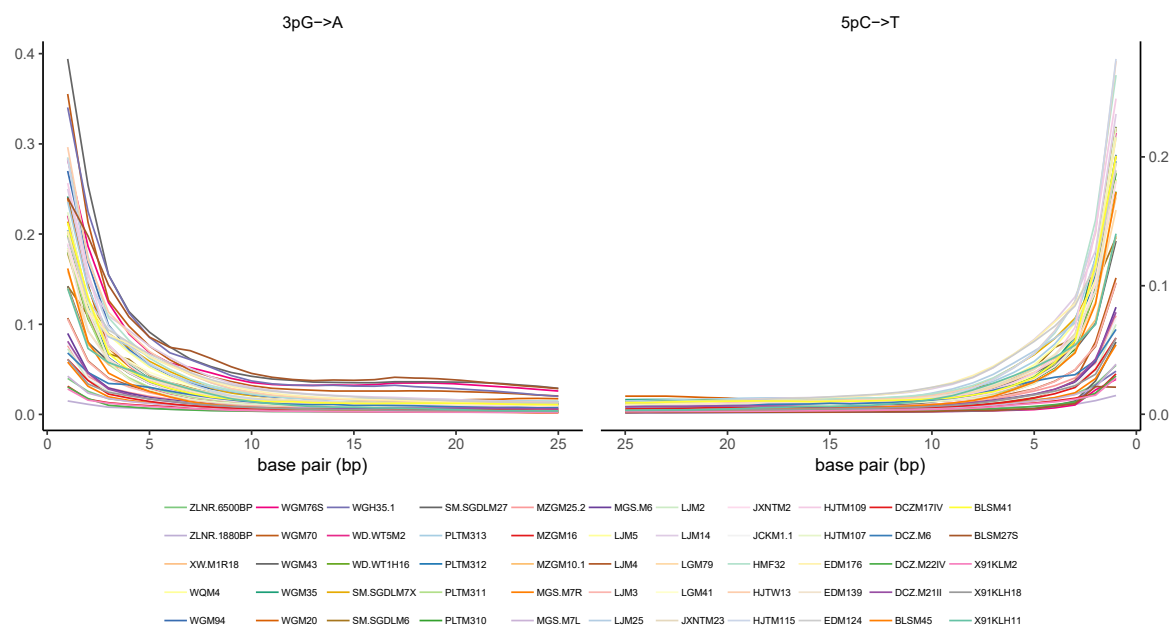 3pG−>A
5pC−>T
0.4
0.3
0.2
0.1
0.0
0.2
0.1
0.0
0 5 10 15 20 25
25 20 15 10 5 0
base pair (bp)
base pair (bp)
ZLNR.6500BP WGM76S WGH35.1 SM.SGDLM27 MZGM25.2 MGS.M6 LJM2 JXNTM2 HJTM109 DCZM17IV BLSM41
ZLNR.1880BP WGM70 WD.WT5M2 PLTM313 MZGM16 LJM5 LJM14 JCKM1.1 HJTM107 DCZ.M6 BLSM27S
XW.M1R18 WGM43 WD.WT1H16 PLTM312 MZGM10.1 LJM4 LGM79 HMF32 EDM176 DCZ.M22IV X91KLM2
WQM4 WGM35 SM.SGDLM7X PLTM311 MGS.M7R LJM3 LGM41 HJTW13 EDM139 DCZ.M21II X91KLH18
WGM94 WGM20 SM.SGDLM6 PLTM310 MGS.M7L LJM25 JXNTM23 HJTM115 EDM124 BLSM45 X91KLH11